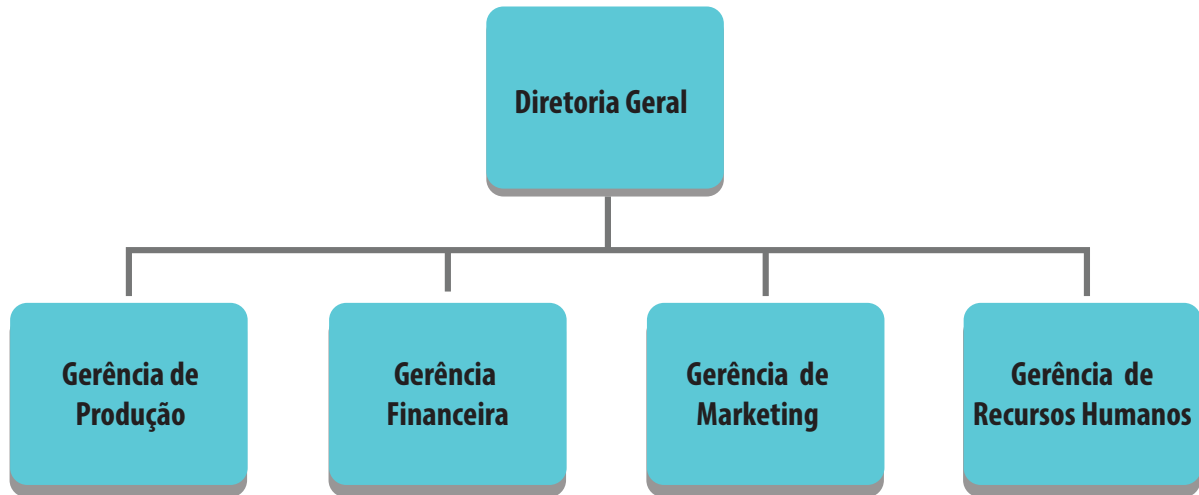 Diretoria Geral
Gerência de
Produção
Gerência
Financeira
Gerência de
Marketing
Gerência de
Recursos Humanos